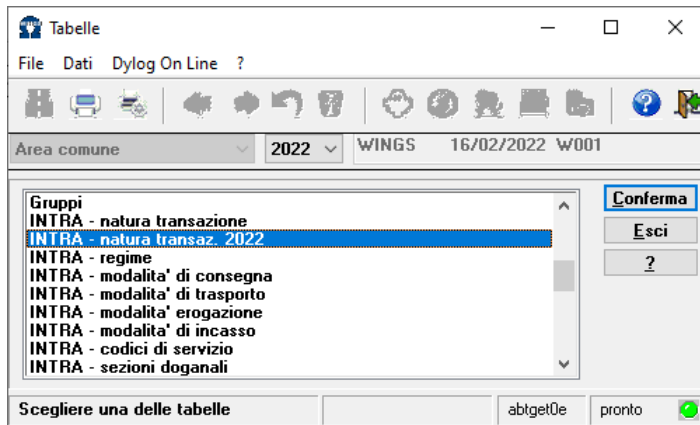 Tabelle
File Dati Dylog On Line ?
Area comune 2022 WINGS 16/02/2022 W001
Gruppi
INTRA - natura transazione
INTRA - natura transaz. 2022
INTRA - regime
INTRA - modalita' di consegna
INTRA - modalita' di trasporto
INTRA - modalita' erogazione
INTRA - modalita' di incasso
INTRA - codici di servizio
INTRA - sezioni doganali
Conferma
Esci
?
Scegliere una delle tabelle abtget0e pronto